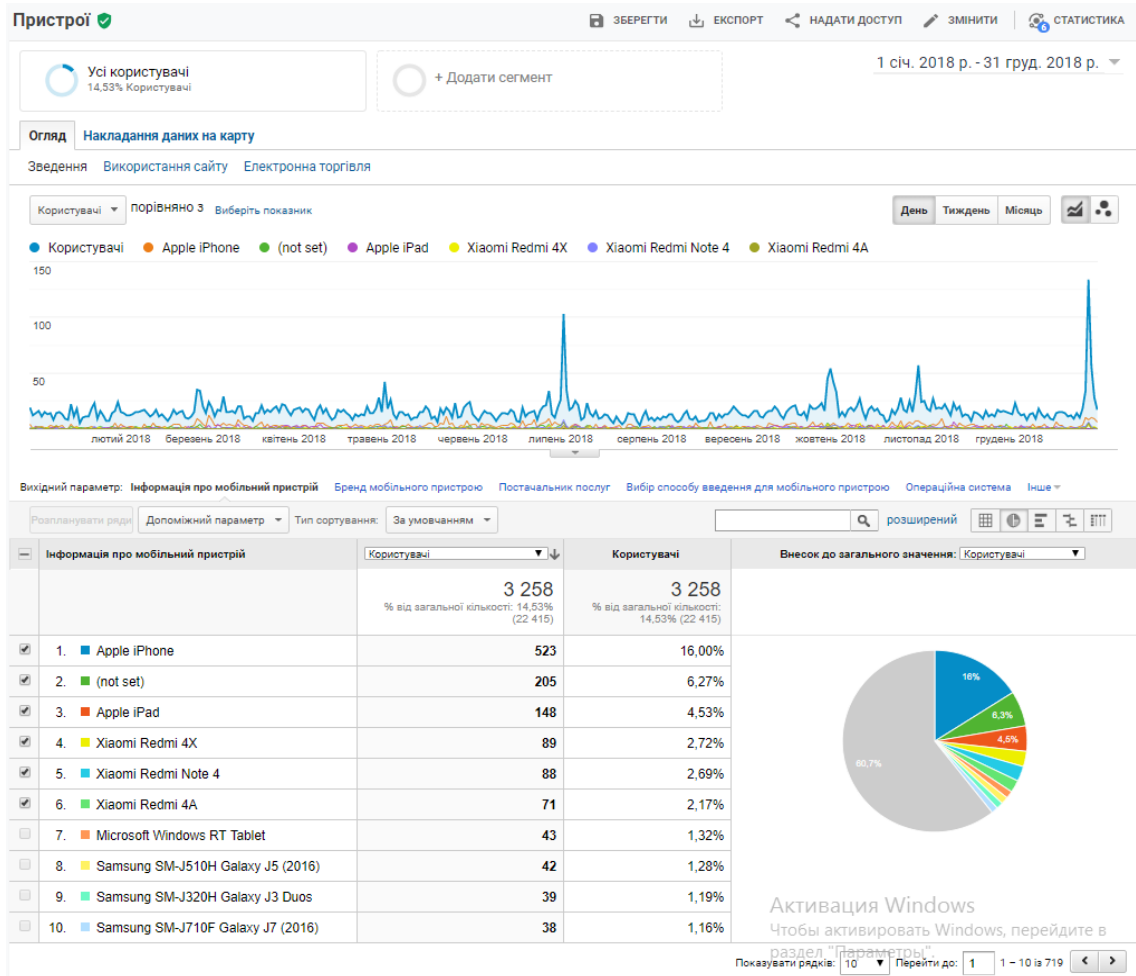 Пристрої
ЗБЕРЕГТИ ЕКСПОРТ НАДАТИ ДОСТУП ЗМІНИТИ 6 СТАТИСТИКА
Усі користувачі
14,53% Користувачі
+ Додати сегмент
1 січ. 2018 р. - 31 груд. 2018 р.
Огляд Накладання даних на карту
Зведення Використання сайту Електронна торгівля
Користувачі порівняно з Виберіть показник
День Тиждень Місяць
Користувачі Apple iPhone (not set) Apple iPad Xiaomi Redmi 4X Xiaomi Redmi Note 4 Xiaomi Redmi 4A
150
100
50
лютий 2018 березень 2018 квітень 2018 травень 2018 червень 2018 липень 2018 серпень 2018 вересень 2018 жовтень 2018 листопад 2018 грудень 2018
Вихідний параметр: Інформація про мобільний пристрій Бренд мобільного пристрою Постачальник послуг Вибір способу введення для мобільного пристрою Операційна система Інше
Розпланувати ряди Допоміжний параметр Тип сортування: За умовчанням розширений
Інформація про мобільний пристрій Користувачі Користувачі Внесок до загального значення: Користувачі
3 258 3 258
% від загальної кількості: 14,53% % від загальної кількості:
(22 415) 14,53% (22 415)
1. Apple iPhone 523 16,00%
2. (not set) 205 6,27%
3. Apple iPad 148 4,53%
4. Xiaomi Redmi 4X 89 2,72%
5. Xiaomi Redmi Note 4 88 2,69%
6. Xiaomi Redmi 4A 71 2,17%
7. Microsoft Windows RT Tablet 43 1,32%
8. Samsung SM-J510H Galaxy J5 (2016) 42 1,28%
9. Samsung SM-J320H Galaxy J3 Duos 39 1,19%
10. Samsung SM-J710F Galaxy J7 (2016) 38 1,16%
16%
6,3%
4,5%
60,7%
Активация Windows
Чтобы активировать Windows, перейдите в
раздел "Параметры".
Показувати рядків: 10 Перейти до: 1 1 – 10 із 719